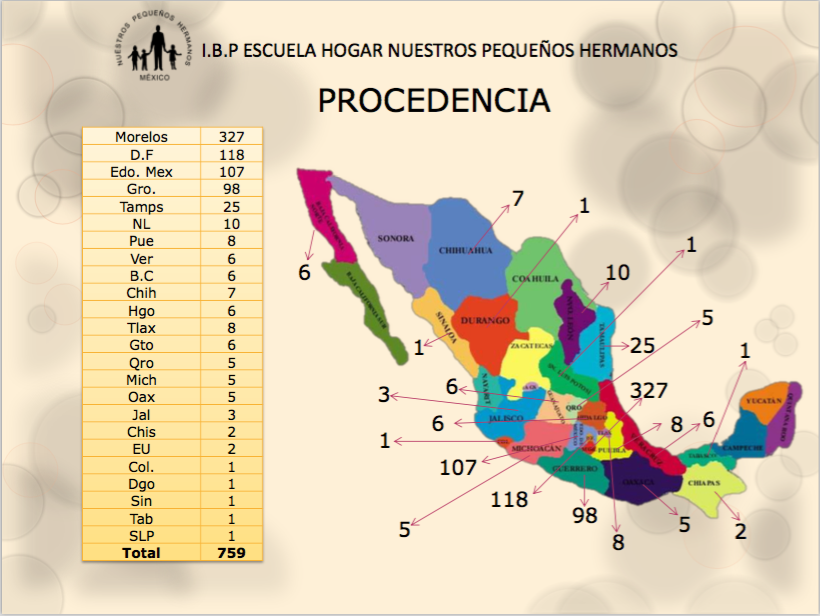 NUESTROS PEQUEÑOS HERMANOS
MÉXICO
I.B.P ESCUELA HOGAR NUESTROS PEQUEÑOS HERMANOS
PROCEDENCIA
Morelos 327
D.F 118
Edo. Mex 107
Gro. 98
Tamps 25
NL 10
Pue 8
Ver 6
B.C 6
Chih 7
Hgo 6
Tlax 8
Gto 6
Qro 5
Mich 5
Oax 5
Jal 3
Chis 2
EU 2
Col. 1
Dgo 1
Sin 1
Tab 1
SLP 1
Total 759
7
1
SONORA
CHIHUAHUA
1
6
COAHUILA
10
BAJA CALIFORNIA SUR
NUEVO LEON
SINALOA
DURANGO
5
TAMAULIPAS
1
ZACATECAS
25
1
SAN LUIS POTOSI
NAYARIT
6
327
3
YUCATAN
QUINTANA ROO
GUANAJUATO
QRO
JALISCO
6
8
6
VERACRUZ
1
MICHOACAN
PUEBLA
CAMPECHE
TABASCO
107
GUERRERO
OAXACA
CHIAPAS
118
98
5
5
8
2